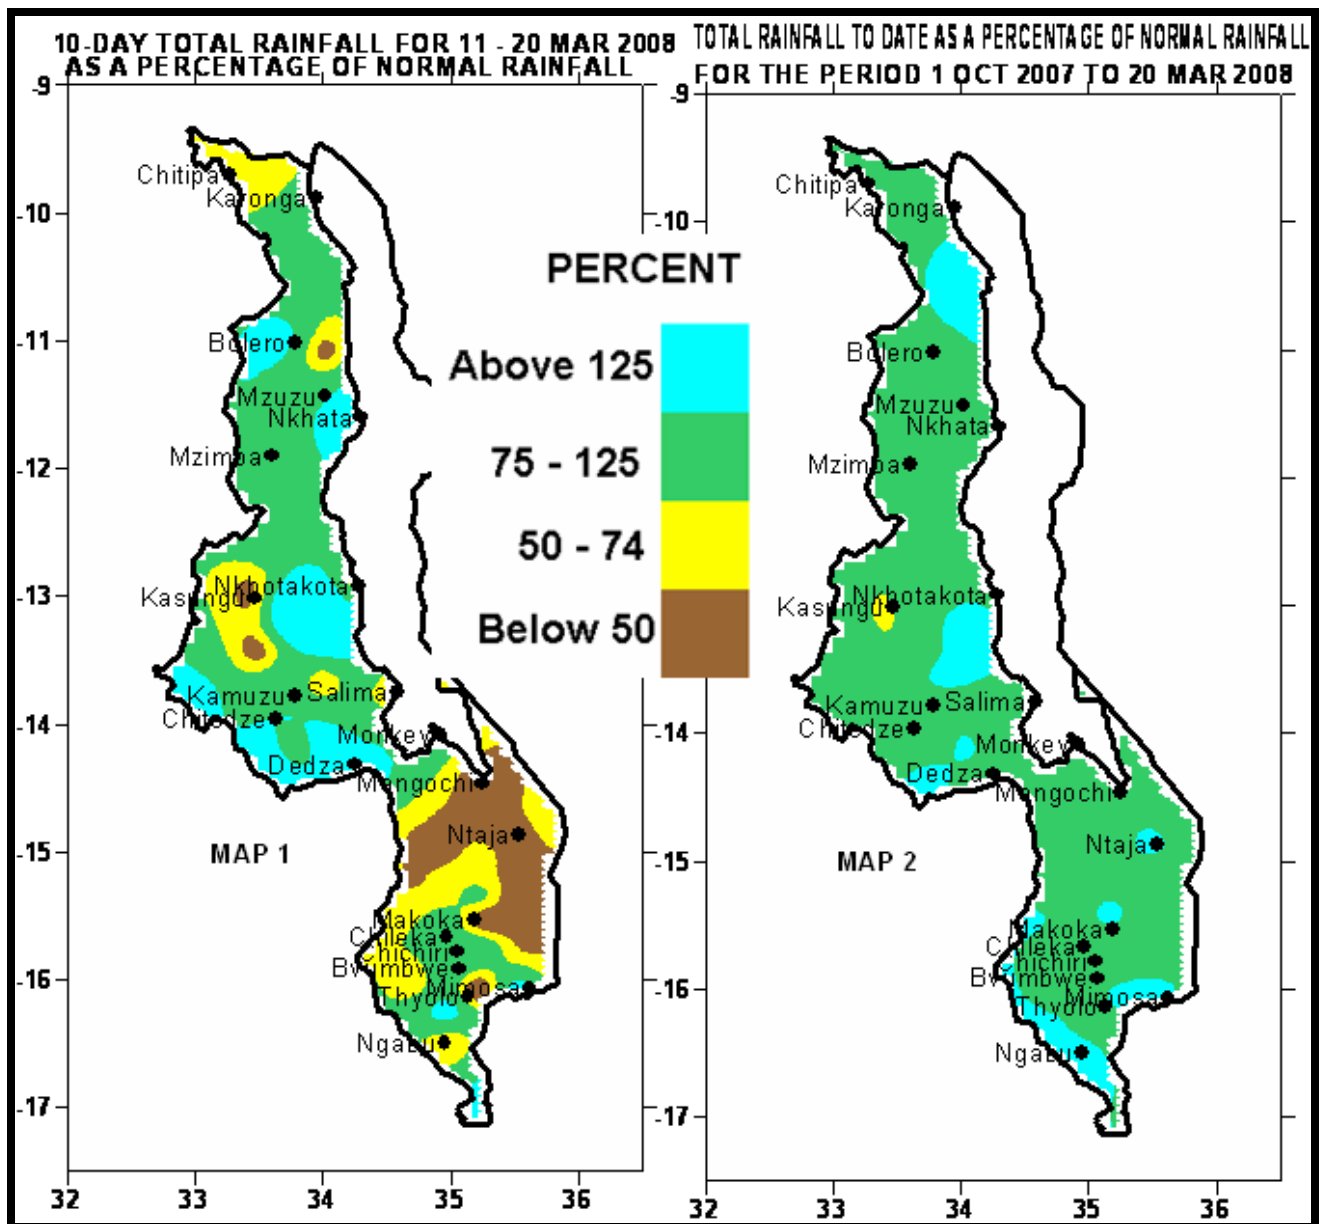 10-DAY TOTAL RAINFALL FOR 11 - 20 MAR 2008
AS A PERCENTAGE OF NORMAL RAINFALL
TOTAL RAINFALL TO DATE AS A PERCENTAGE OF NORMAL RAINFALL
FOR THE PERIOD 1 OCT 2007 TO 20 MAR 2008
-9
-10
-11
-12
-13
-14
-15
-16
-17
32
33
34
35
36
Chitipa
Karonga
Bolero
Mzuzu
Nkhata
Mzimba
Nkhotakota
Kasungu
Kamuzu
Salima
Chitedze
Monkey
Dedza
Mangochi
Ntaja
MAP 1
Makoka
Chileka
Chichiri
Bvumbwe
Mimosa
Thyolo
Ngabu
PERCENT
Above 125
75 - 125
50 - 74
Below 50
-9
-10
-11
-12
-13
-14
-15
-16
-17
32
33
34
35
36
Chitipa
Karonga
Bolero
Mzuzu
Nkhata
Mzimba
Nkhotakota
Kasungu
Kamuzu
Salima
Chitedze
Monkey
Dedza
Mangochi
Ntaja
MAP 2
Makoka
Chileka
Chichiri
Bvumbwe
Mimosa
Thyolo
Ngabu